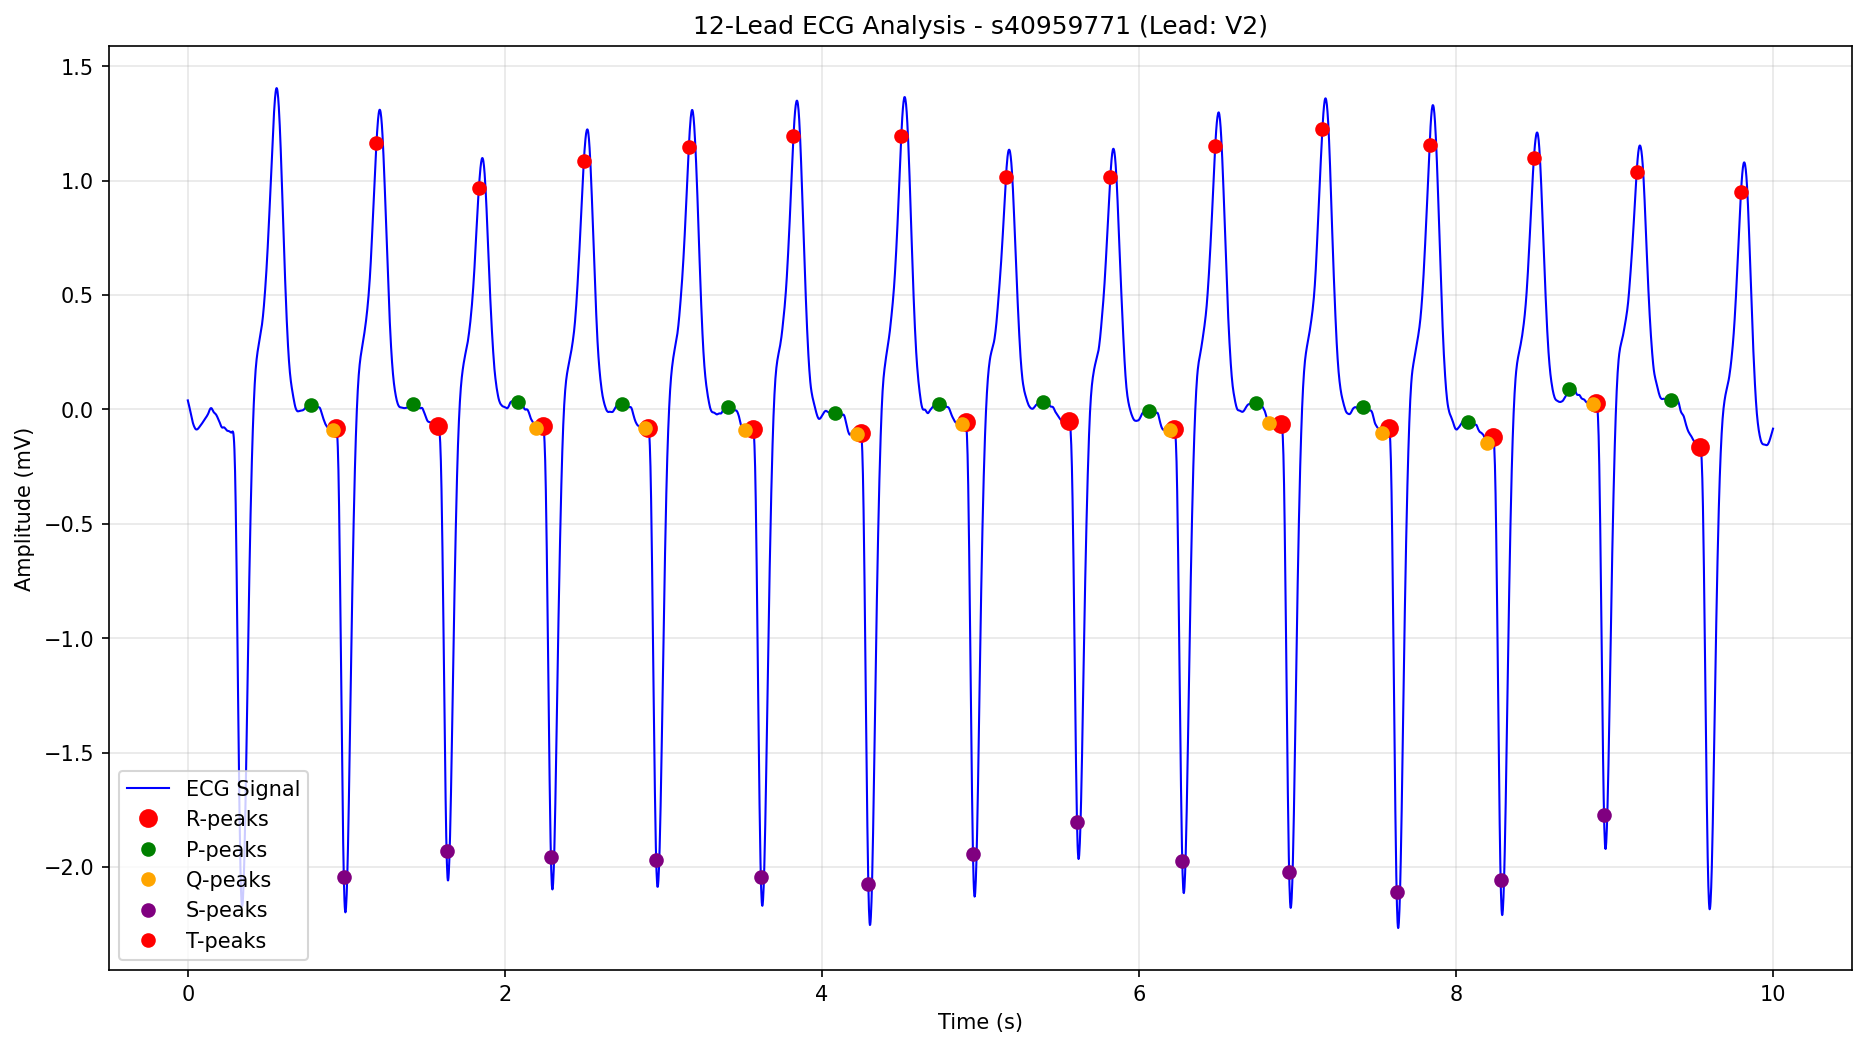 12-Lead ECG Analysis - s40959771 (Lead: V2)
1.5
1.0
0.5
0.0
−0.5
−1.0
−1.5
−2.0
Amplitude (mV)
ECG Signal
R-peaks
P-peaks
Q-peaks
S-peaks
T-peaks
0 2 4 6 8 10
Time (s)